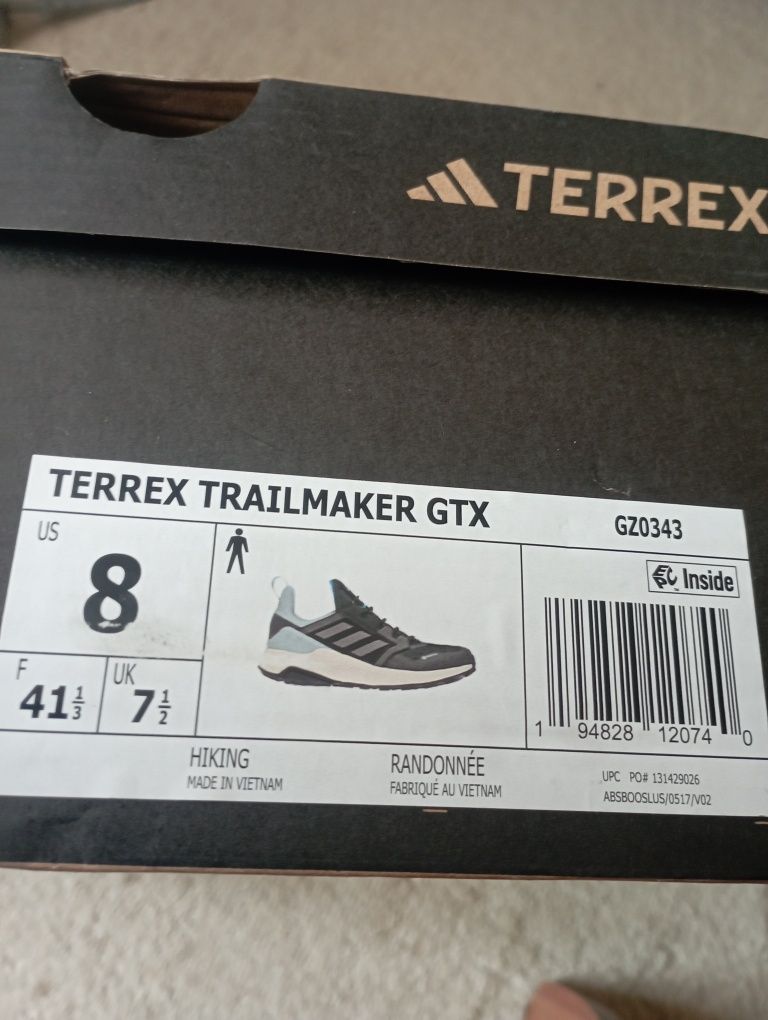 TERREX
TERREX TRAILMAKER GTX
GZ0343
US
8
F
41 1/3
UK
7 1/2
Inside
1 94828 12074 0
HIKING
MADE IN VIETNAM
RANDONNÉE
FABRIQUÉ AU VIETNAM
UPC PO# 131429026
ABSBOOSLUS/0517/V02